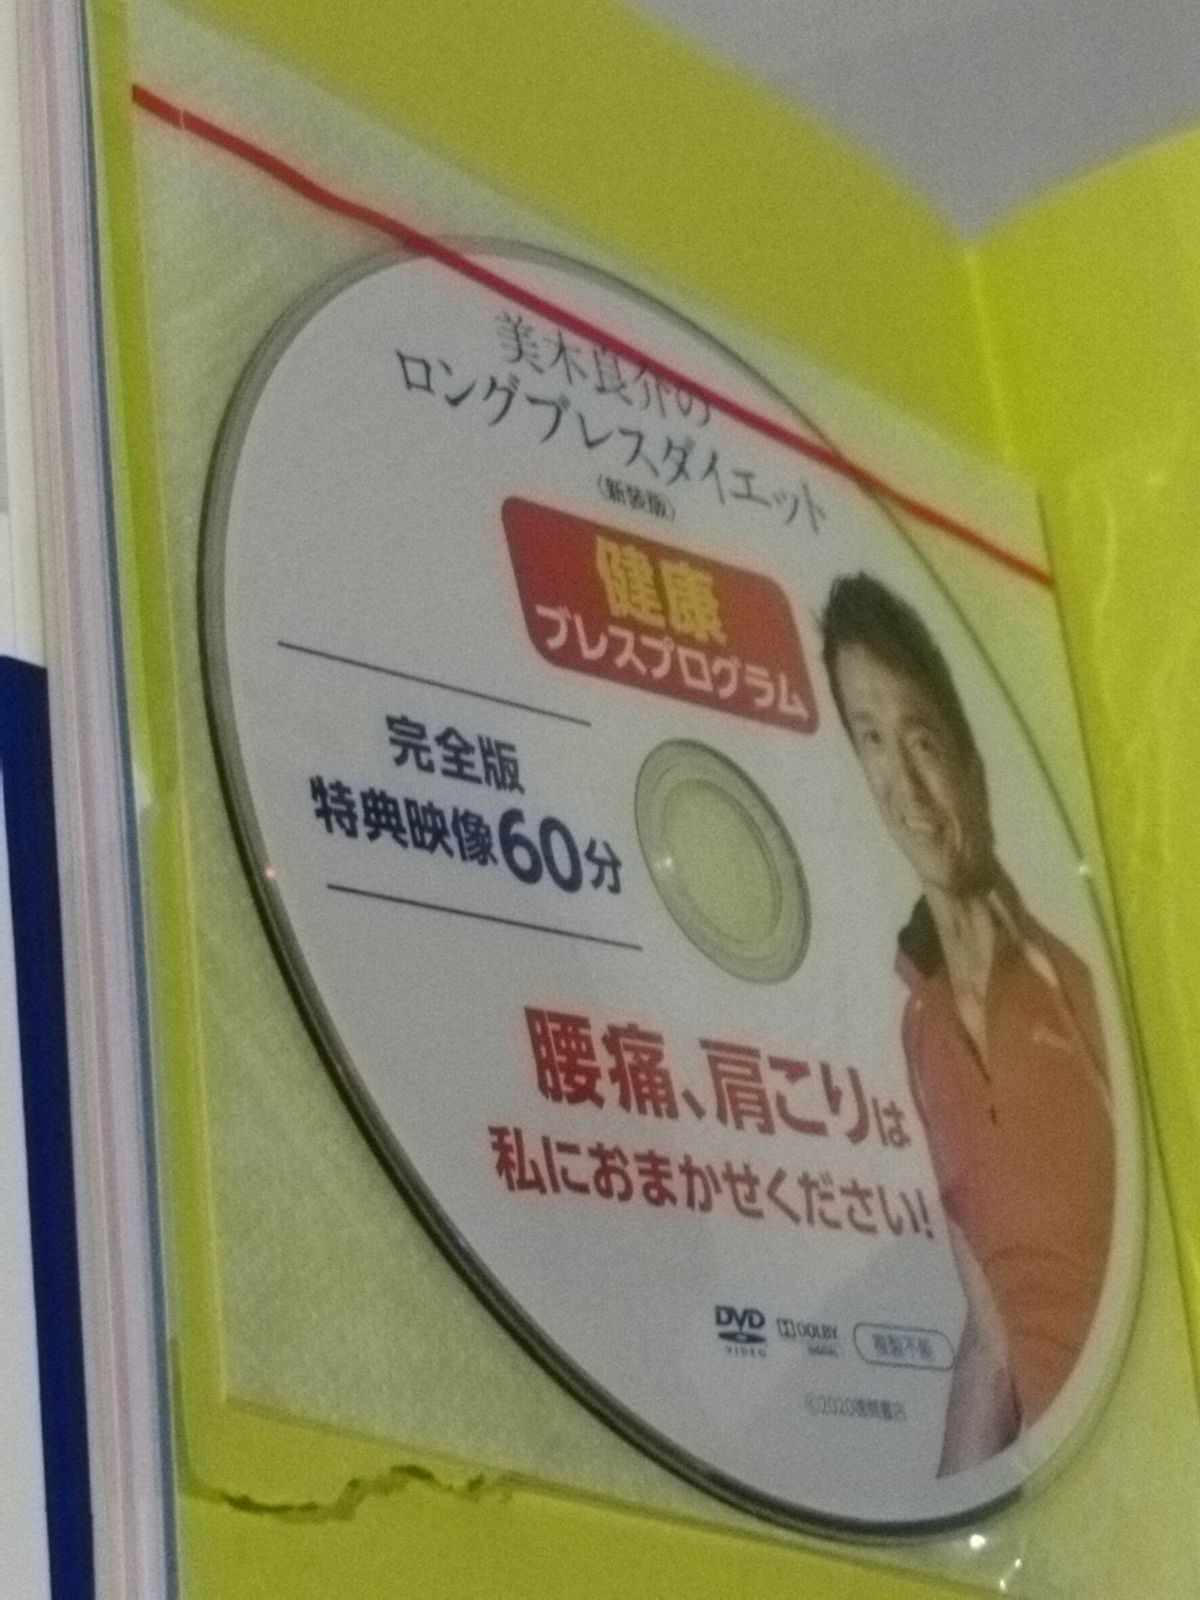 美木良介の
ロングブレスダイエット
(新装版)
健康
ブレスプログラム
完全版
特典映像60分
腰痛、肩こりは
私におまかせください!
DVD
VIDEO
DOLBY
複製不能
©2020徳間書店